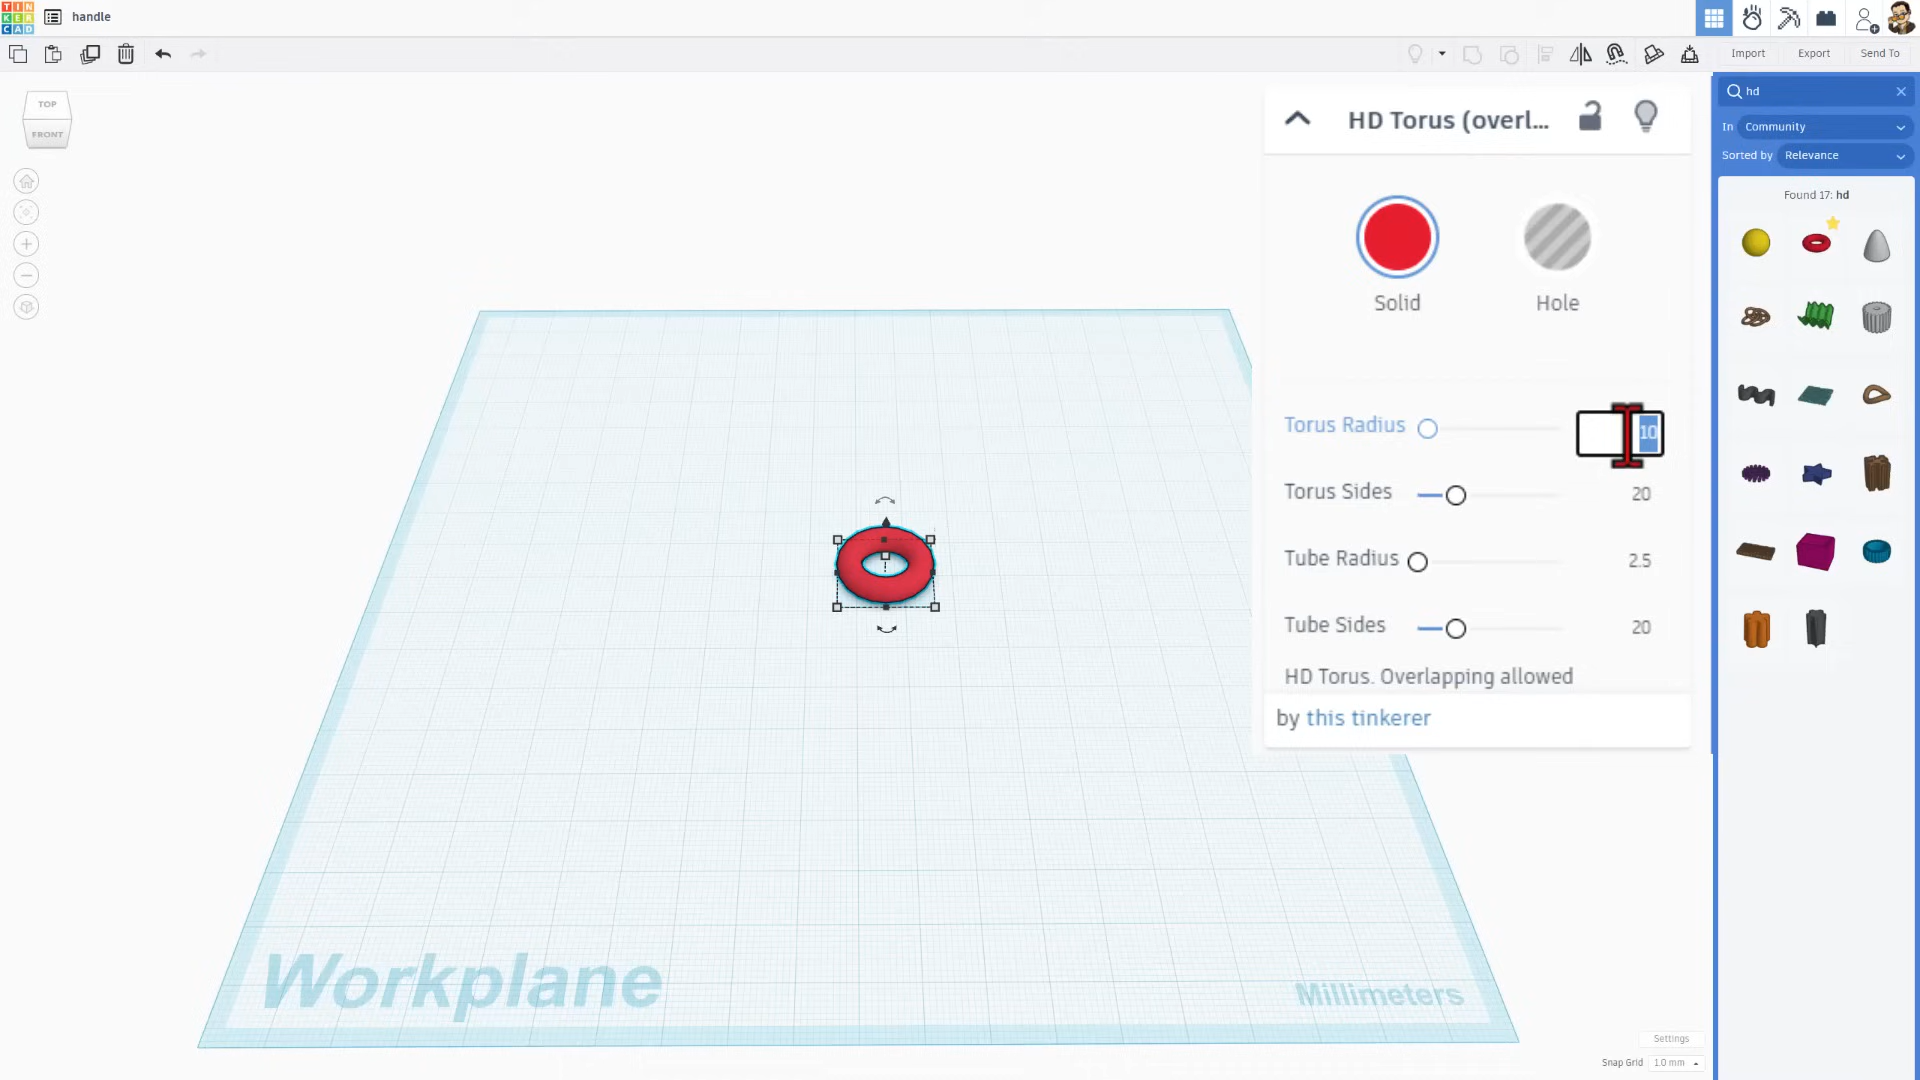 TIN
KER
CAD
handle
Import
Export
Send To
TOP
FRONT
HD Torus (overl...
Solid
Hole
Torus Radius
10
Torus Sides
20
Tube Radius
2.5
Tube Sides
20
HD Torus. Overlapping allowed
by this tinkerer
hd
In Community
Sorted by Relevance
Found 17: hd
Workplane
Millimeters
Settings
Snap Grid 1.0 mm